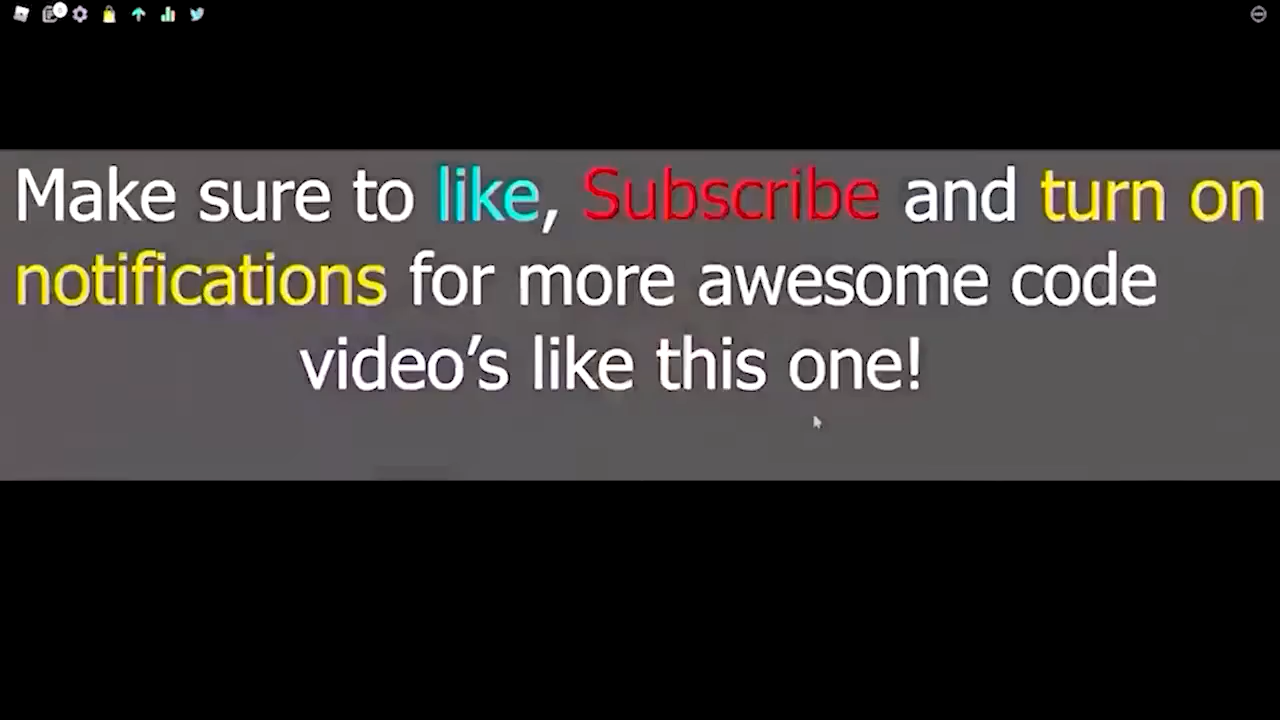 Make sure to like, Subscribe and turn on
notifications for more awesome code
video’s like this one!